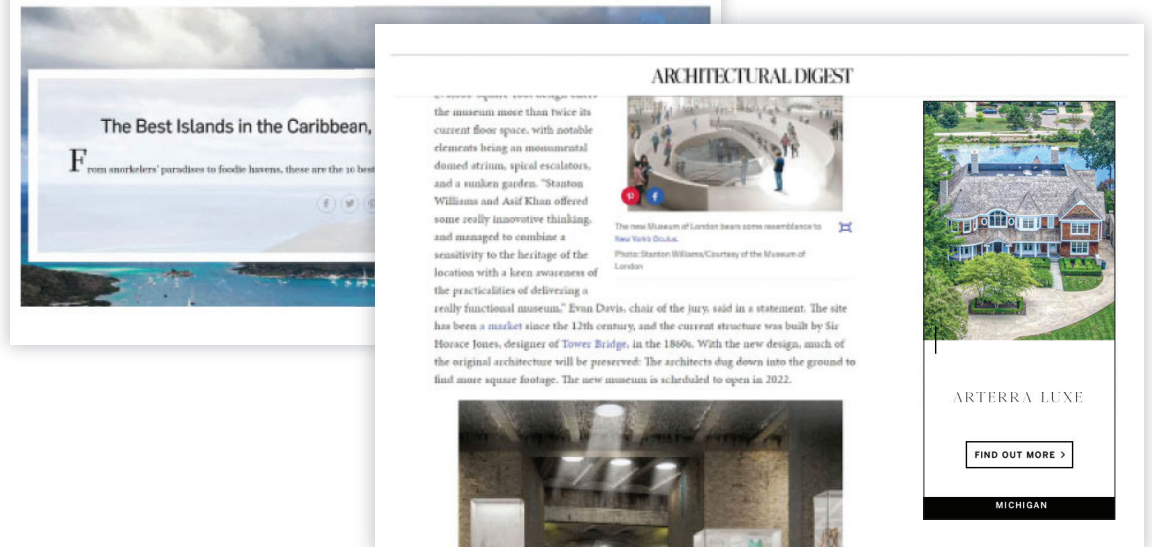 The Best Islands in the Caribbean,
From snorkelers' paradises to foodie havens, these are the 10 best
ARCHITECTURAL DIGEST
the museum more than twice its
current floor space, with notable
elements being an monumental
domed atrium, spiral escalators,
and a sunken garden. "Stanton
Williams and Asif Khan offered
some really innovative thinking,
and managed to combine a
sensitivity to the heritage of the
location with a keen awareness of
the practicalities of delivering a
really functional museum," Evan Davis, chair of the jury, said in a statement. The site
has been a market since the 12th century, and the current structure was built by Sir
Horace Jones, designer of Tower Bridge, in the 1860s. With the new design, much of
the original architecture will be preserved: The architects dug down into the ground to
find more square footage. The new museum is scheduled to open in 2022.
The new Museum of London bears some resemblance to
New York's Oculus.
Photo: Stanton Williams/Courtesy of the Museum of
London
ARTERRA LUXE
FIND OUT MORE >
MICHIGAN